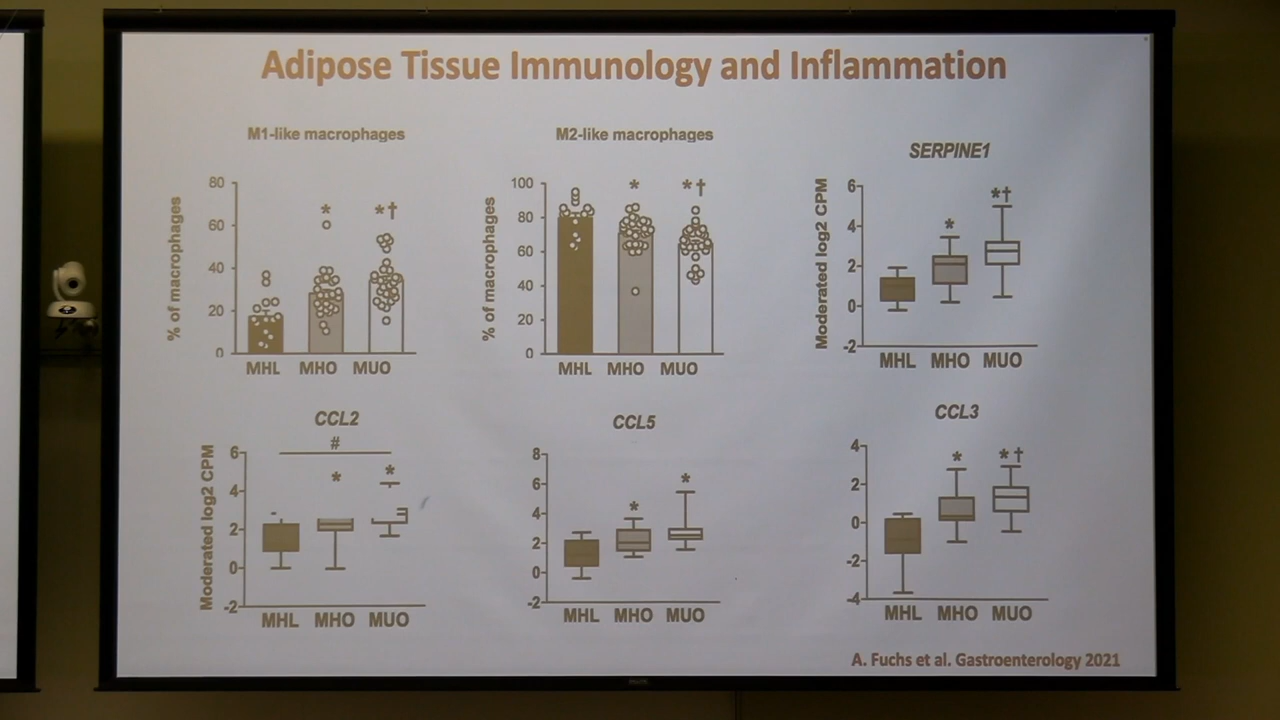 Adipose Tissue Immunology and Inflammation
M1-like macrophages
% of macrophages
80
60
40
20
0
*
*†
MHL MHO MUO
M2-like macrophages
% of macrophages
100
80
60
40
20
0
*
*†
MHL MHO MUO
SERPINE1
Moderated log2 CPM
6
4
2
0
-2
*
*†
MHL MHO MUO
CCL2
Moderated log2 CPM
6
4
2
0
-2
#
*
*
MHL MHO MUO
CCL5
8
6
4
2
0
-2
*
*
MHL MHO MUO
CCL3
4
2
0
-2
-4
*
*†
MHL MHO MUO
A. Fuchs et al. Gastroenterology 2021